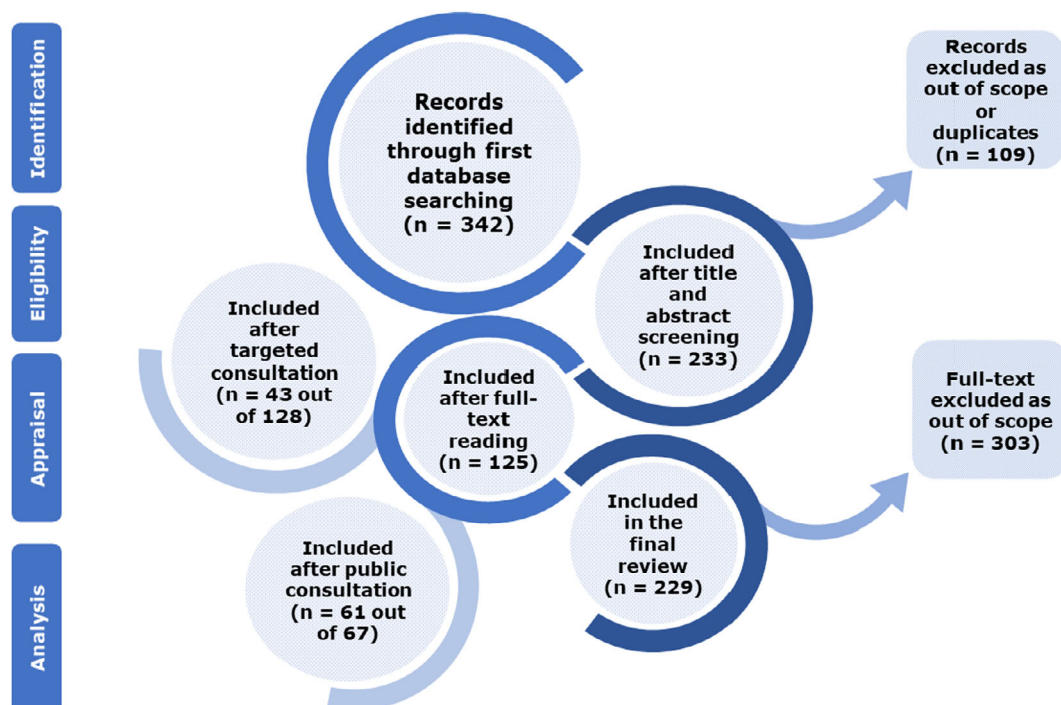 Identification
Eligibility
Appraisal
Analysis
Records
identified
through first
database
searching
(n = 342)
Records
excluded as
out of scope
or
duplicates
(n = 109)
Included
after title
and
abstract
screening
(n = 233)
Included
after
targeted
consultation
(n = 43 out
of 128)
Included
after full-
text
reading
(n = 125)
Full-text
excluded as
out of scope
(n = 303)
Included
after public
consultation
(n = 61 out
of 67)
Included
in the
final
review
(n = 229)